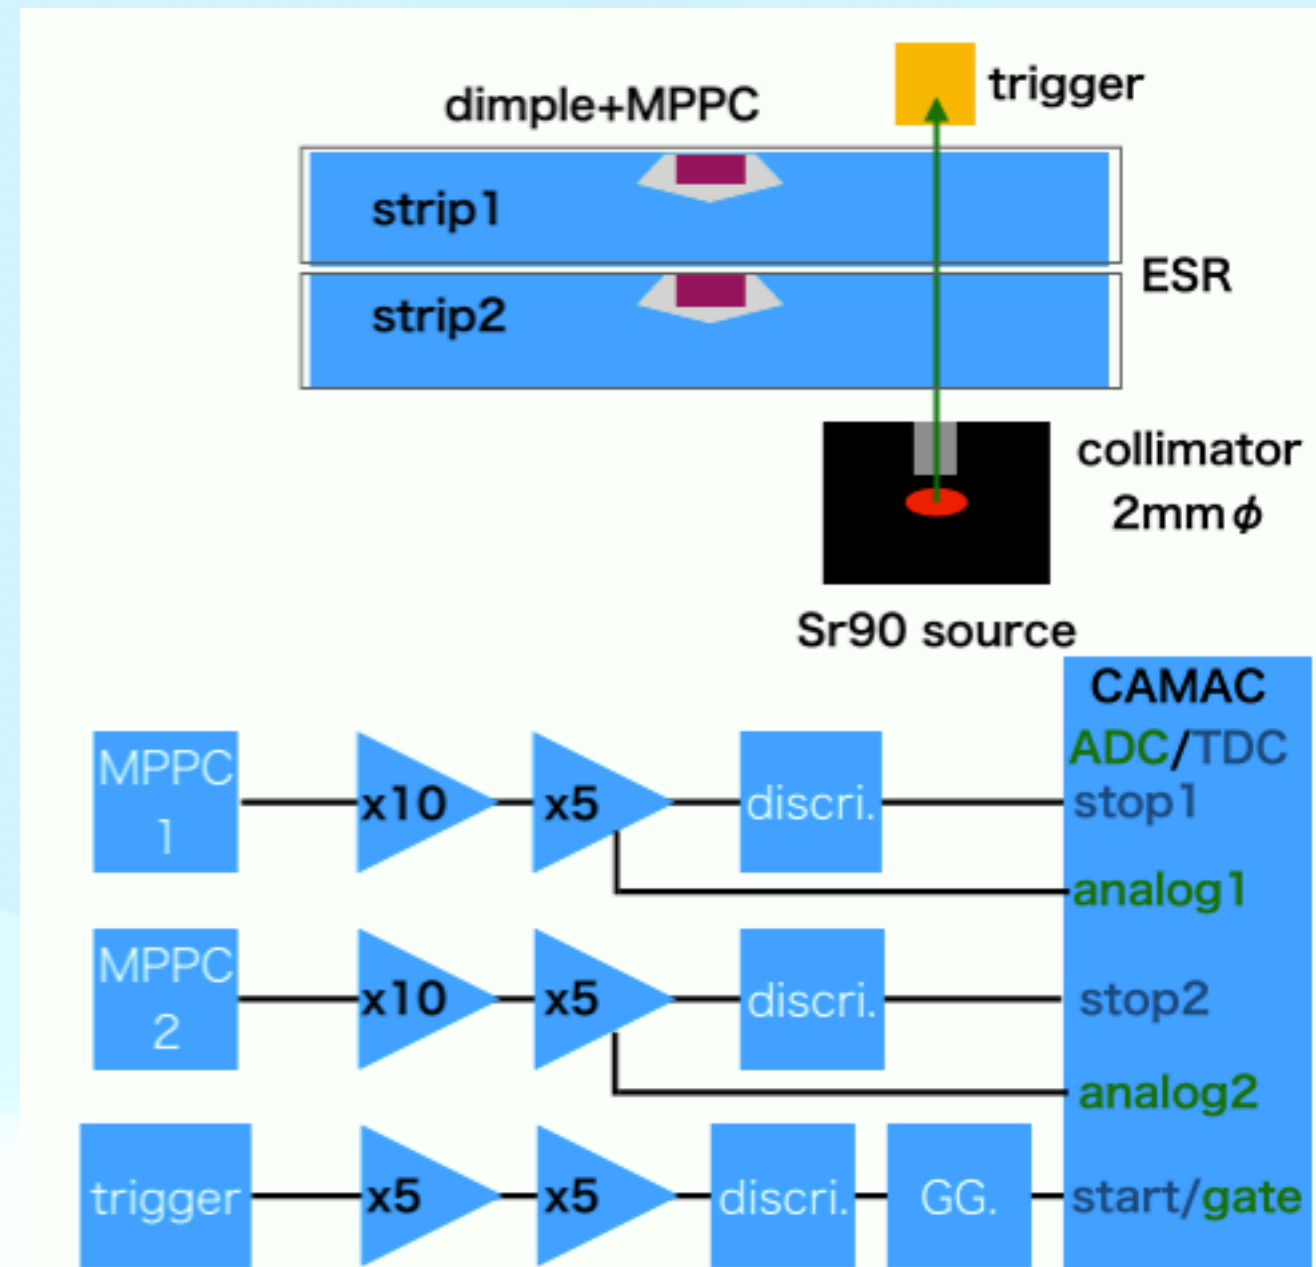 trigger
dimple+MPPC
strip1
ESR
strip2
collimator
2mmφ
Sr90 source
CAMAC
ADC/TDC
MPPC
1
x10
x5
discri.
stop1
analog1
MPPC
2
x10
x5
discri.
stop2
analog2
trigger
x5
x5
discri.
GG.
start/gate